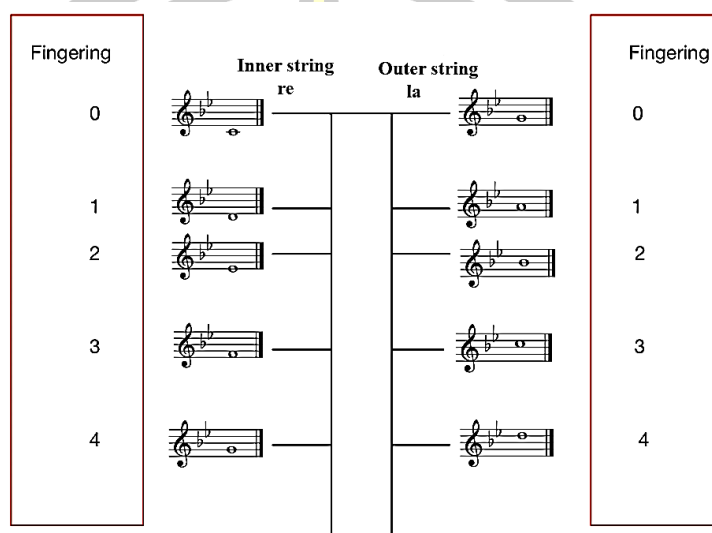 Fingering
Inner string
re
Outer string
la
Fingering
0
0
1
1
2
2
3
3
4
4